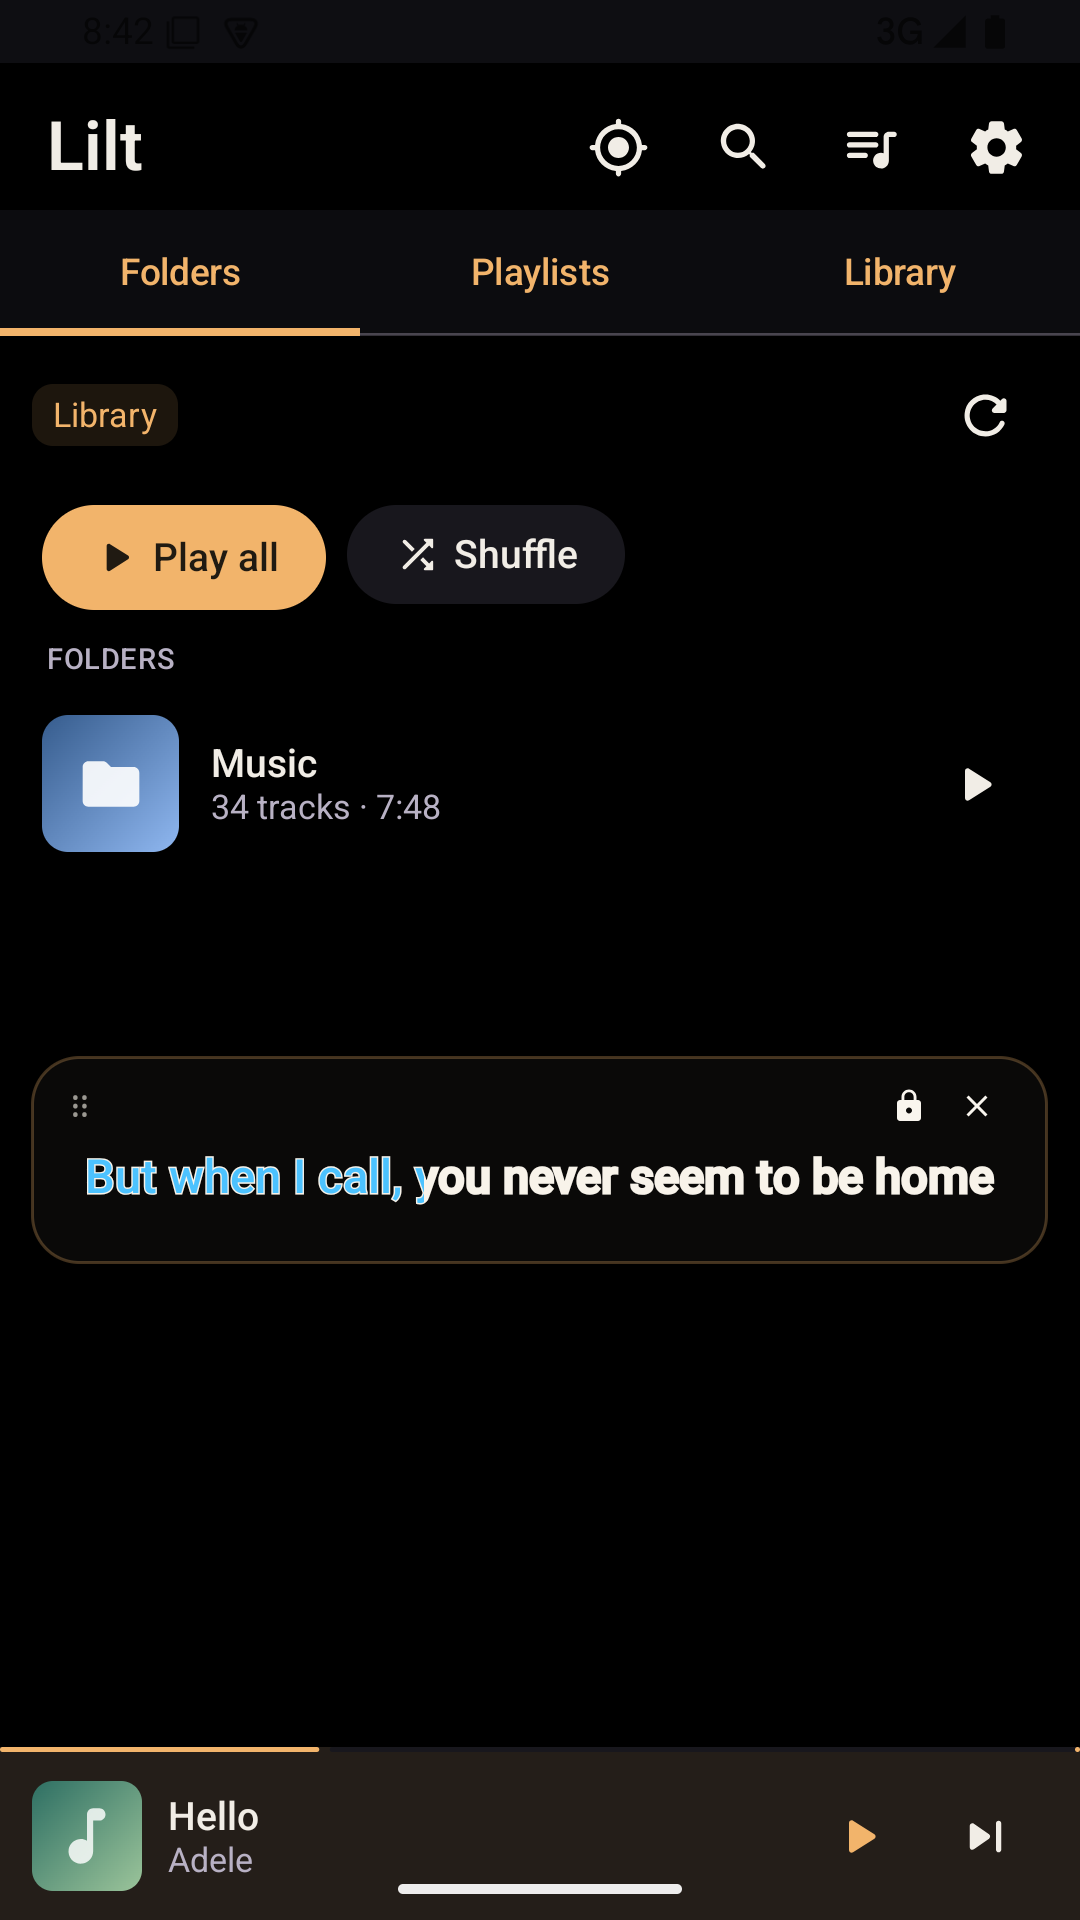 8:42
3G
Lilt
Folders
Playlists
Library
Library
Play all
Shuffle
FOLDERS
Music
34 tracks · 7:48
But when I call, you never seem to be home
Hello
Adele